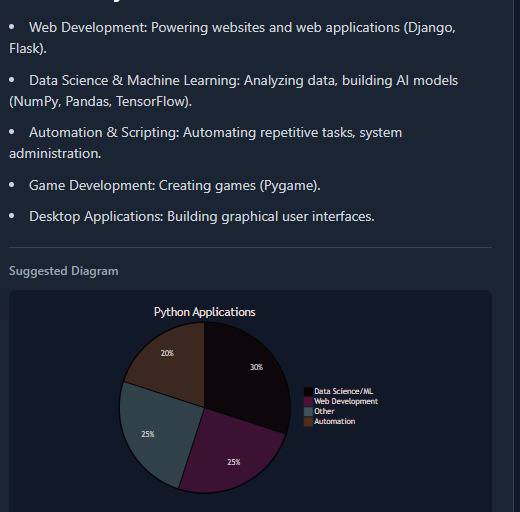 • Web Development: Powering websites and web applications (Django,
Flask).
• Data Science & Machine Learning: Analyzing data, building AI models
(NumPy, Pandas, TensorFlow).
• Automation & Scripting: Automating repetitive tasks, system
administration.
• Game Development: Creating games (Pygame).
• Desktop Applications: Building graphical user interfaces.
Suggested Diagram
Python Applications
20%
30%
25%
25%
Data Science/ML
Web Development
Other
Automation